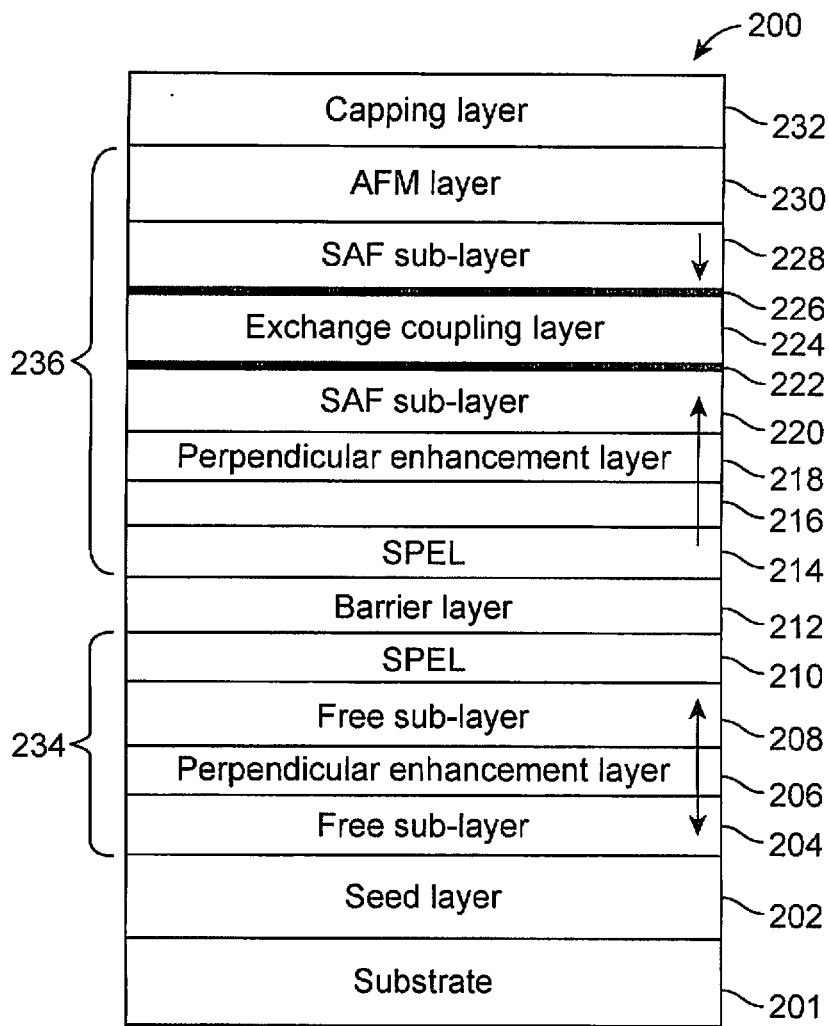 200
Capping layer 232
AFM layer 230
SAF sub-layer 228
226
Exchange coupling layer 224
236
222
SAF sub-layer 220
Perpendicular enhancement layer 218
216
SPEL 214
Barrier layer 212
SPEL 210
Free sub-layer 208
234
Perpendicular enhancement layer 206
Free sub-layer 204
Seed layer 202
Substrate 201